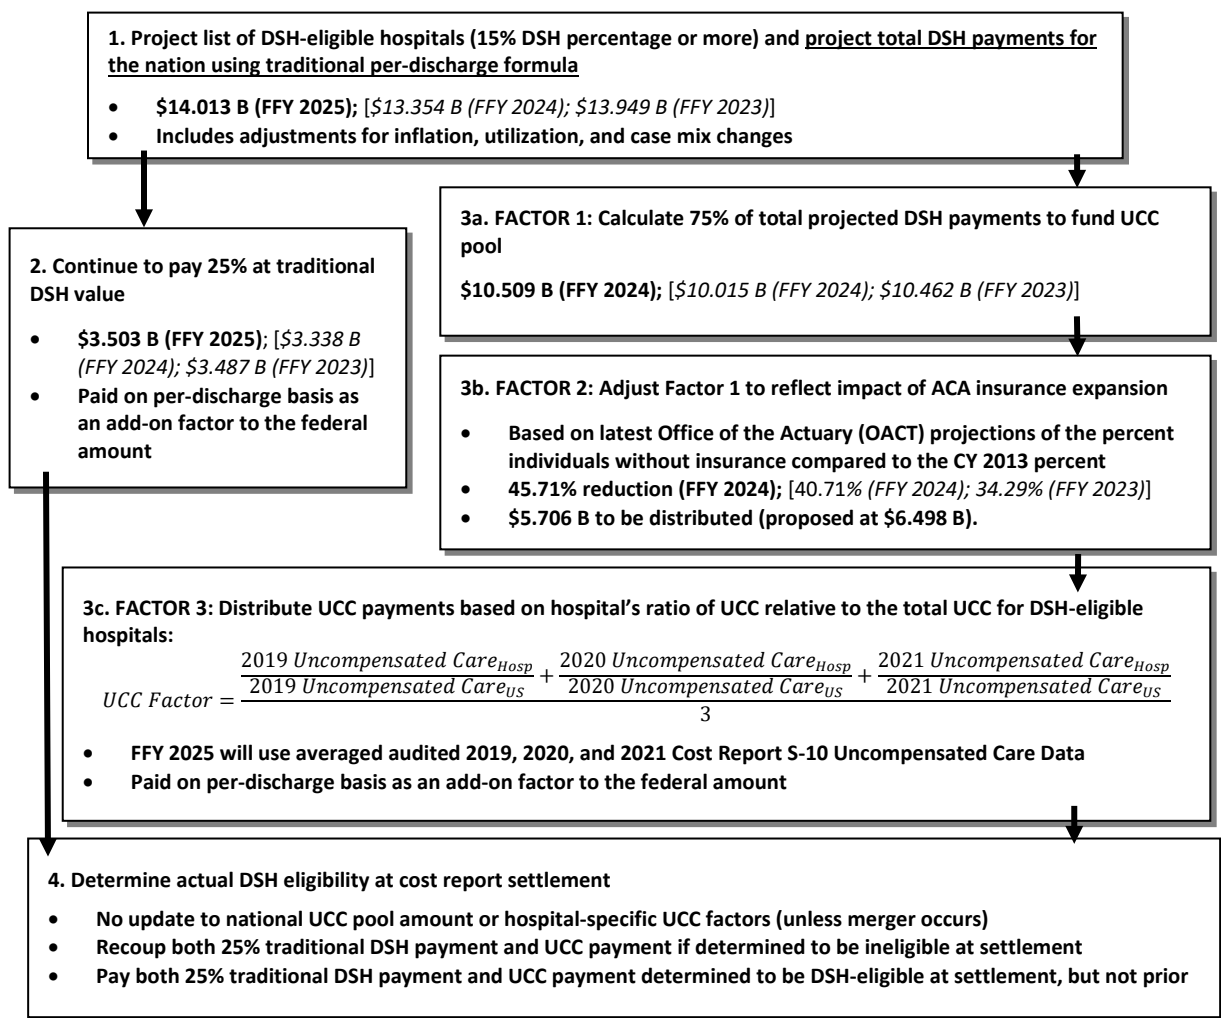 1. Project list of DSH-eligible hospitals (15% DSH percentage or more) and project total DSH payments for
the nation using traditional per-discharge formula
• $14.013 B (FFY 2025); [$13.354 B (FFY 2024); $13.949 B (FFY 2023)]
• Includes adjustments for inflation, utilization, and case mix changes
2. Continue to pay 25% at traditional
DSH value
• $3.503 B (FFY 2025); [$3.338 B
(FFY 2024); $3.487 B (FFY 2023)]
• Paid on per-discharge basis as
an add-on factor to the federal
amount
3a. FACTOR 1: Calculate 75% of total projected DSH payments to fund UCC
pool
$10.509 B (FFY 2024); [$10.015 B (FFY 2024); $10.462 B (FFY 2023)]
3b. FACTOR 2: Adjust Factor 1 to reflect impact of ACA insurance expansion
• Based on latest Office of the Actuary (OACT) projections of the percent
individuals without insurance compared to the CY 2013 percent
• 45.71% reduction (FFY 2024); [40.71% (FFY 2024); 34.29% (FFY 2023)]
• $5.706 B to be distributed (proposed at $6.498 B).
3c. FACTOR 3: Distribute UCC payments based on hospital's ratio of UCC relative to the total UCC for DSH-eligible
hospitals:
2019 Uncompensated Care_Hosp + 2020 Uncompensated Care_Hosp + 2021 Uncompensated Care_Hosp
2019 Uncompensated Care_US 2020 Uncompensated Care_US 2021 Uncompensated Care_US
UCC Factor =
3
• FFY 2025 will use averaged audited 2019, 2020, and 2021 Cost Report S-10 Uncompensated Care Data
• Paid on per-discharge basis as an add-on factor to the federal amount
4. Determine actual DSH eligibility at cost report settlement
• No update to national UCC pool amount or hospital-specific UCC factors (unless merger occurs)
• Recoup both 25% traditional DSH payment and UCC payment if determined to be ineligible at settlement
• Pay both 25% traditional DSH payment and UCC payment determined to be DSH-eligible at settlement, but not prior